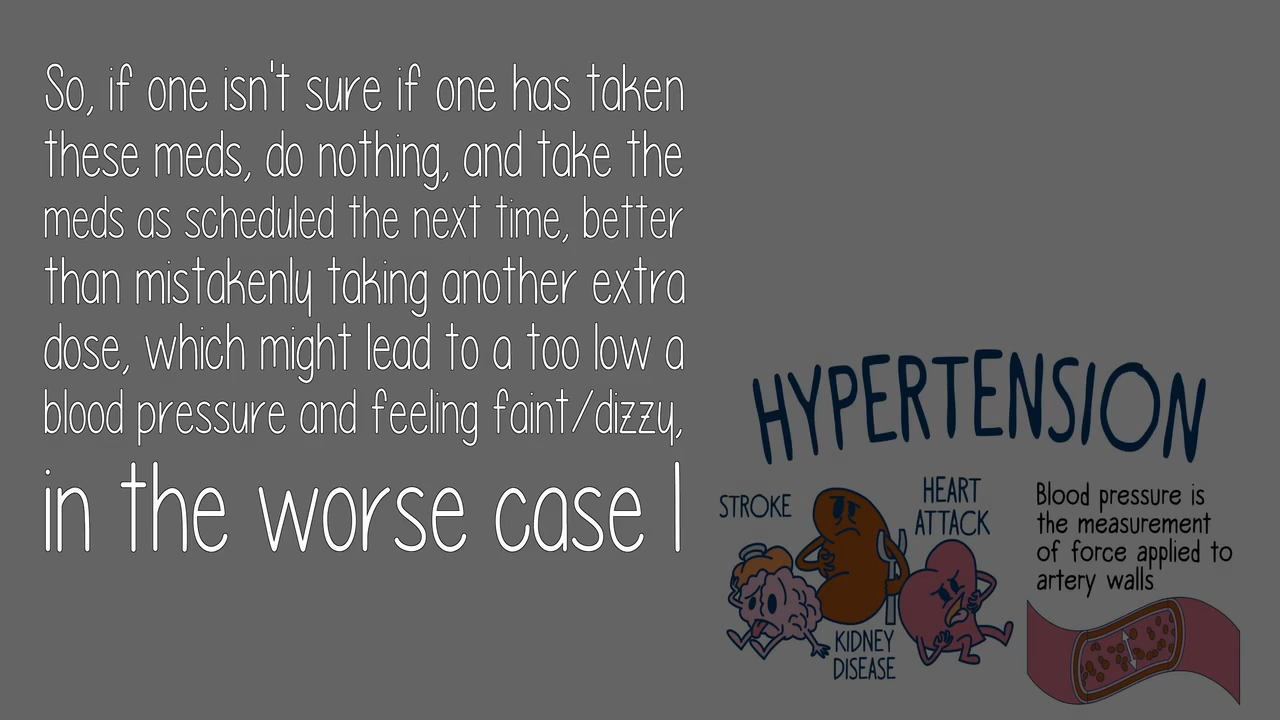 So, if one isn't sure if one has taken
these meds, do nothing, and take the
meds as scheduled the next time, better
than mistakenly taking another extra
dose, which might lead to a too low a
blood pressure and feeling faint/dizzy,
in the worse case I
HYPERTENSION
STROKE
HEART
ATTACK
KIDNEY
DISEASE
Blood pressure is
the measurement
of force applied to
artery walls